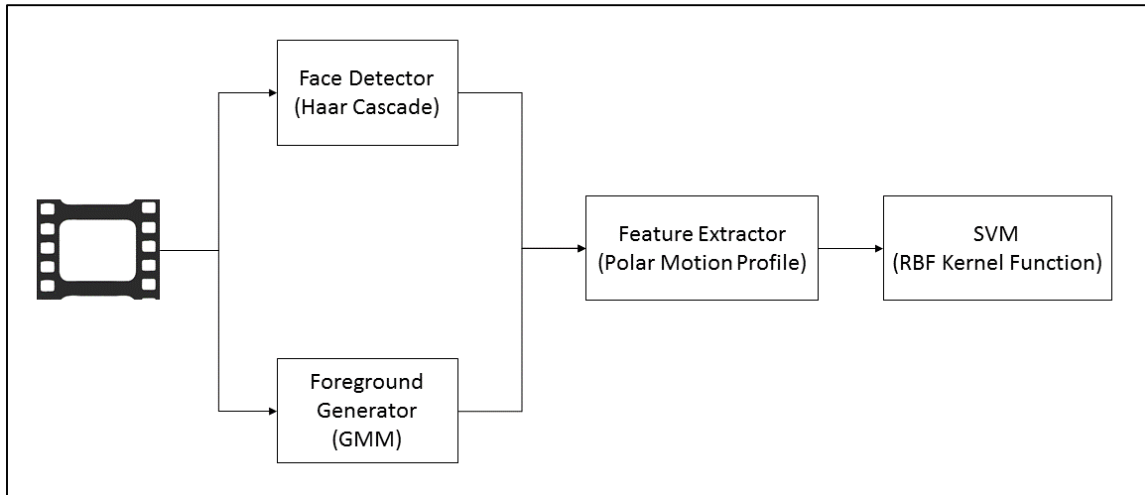 Face Detector
(Haar Cascade)
Feature Extractor
(Polar Motion Profile)
SVM
(RBF Kernel Function)
Foreground
Generator
(GMM)